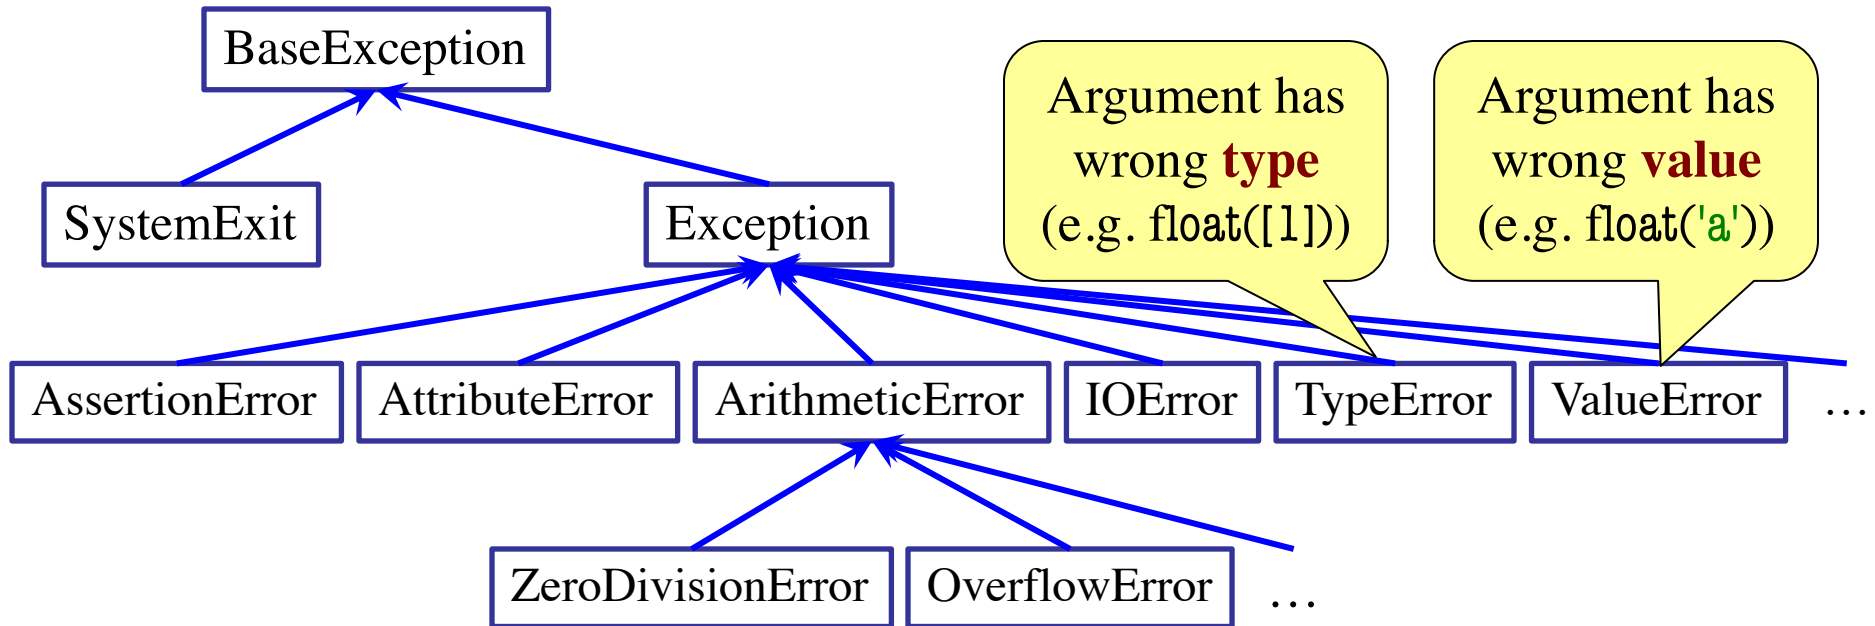 BaseException
Argument has
wrong type
(e.g. float([1]))
Argument has
wrong value
(e.g. float('a'))
SystemExit
Exception
AssertionError
AttributeError
ArithmeticError
IOError
TypeError
ValueError
…
ZeroDivisionError
OverflowError
…